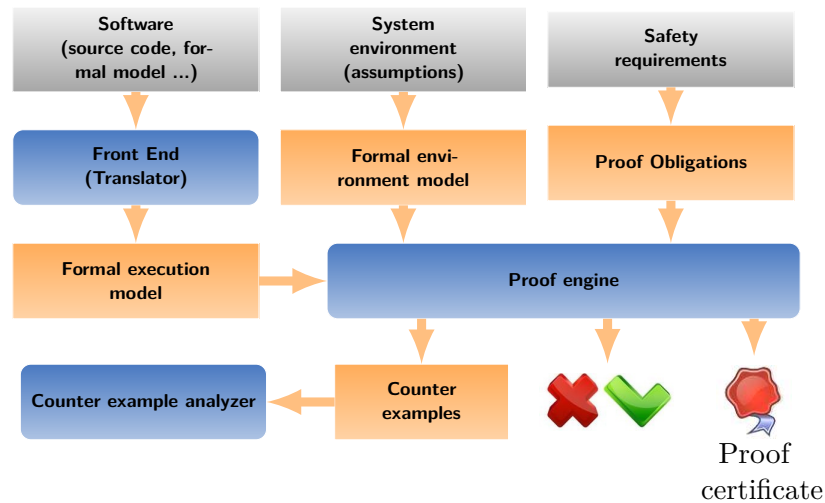 Software
(source code, for-
mal model ...)
System
environment
(assumptions)
Safety
requirements
Front End
(Translator)
Formal envi-
ronment model
Proof Obligations
Formal execution
model
Proof engine
Counter example analyzer
Counter
examples
Proof
certificate